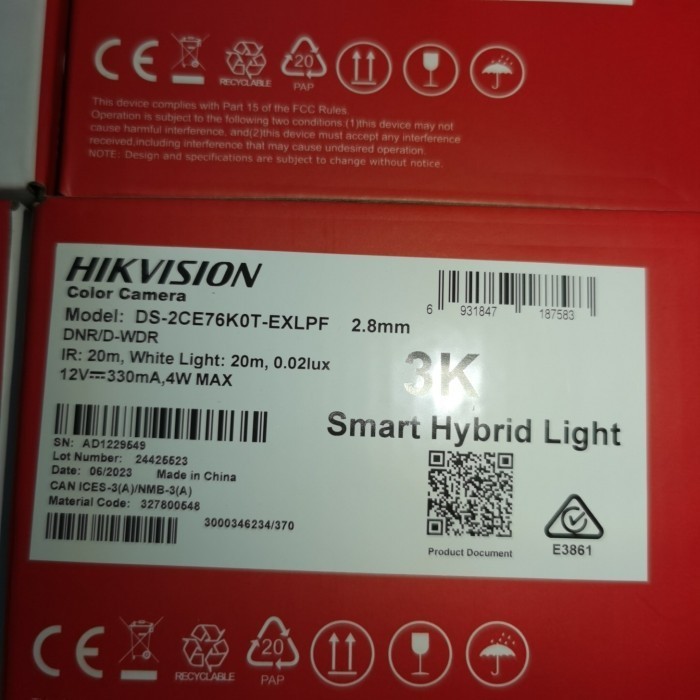 CE
RECYCLABLE
20
PAP
This device complies with Part 15 of the FCC Rules.
Operation is subject to the following two conditions.(1)this device may not
cause harmful interference, and(2)this device must accept any interference
received,including interference that may cause undesired operation.
NOTE: Design and specifications are subject to change without notice.
HIKVISION
Color Camera
Model: DS-2CE76K0T-EXLPF 2.8mm
DNR/D-WDR
IR: 20m, White Light: 20m, 0.02lux
12V⎓330mA,4W MAX
6 931847 187583
3K
Smart Hybrid Light
SN: AD1229549
Lot Number: 24425523
Date: 06/2023 Made in China
CAN ICES-3(A)/NMB-3(A)
Material Code: 327800548
3000346234/370
Product Document
E3861
CE
RECYCLABLE
20
PAP